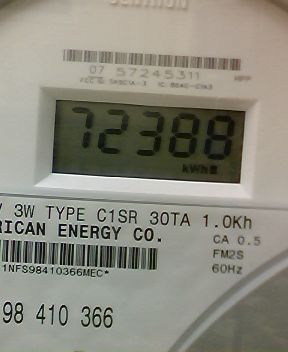 07 57245311
72388
kWh
V 3W TYPE C1SR 30TA 1.0Kh
RICAN ENERGY CO.
CA 0.5
FM2S
60Hz
1NFS98410366MEC*
98 410 366